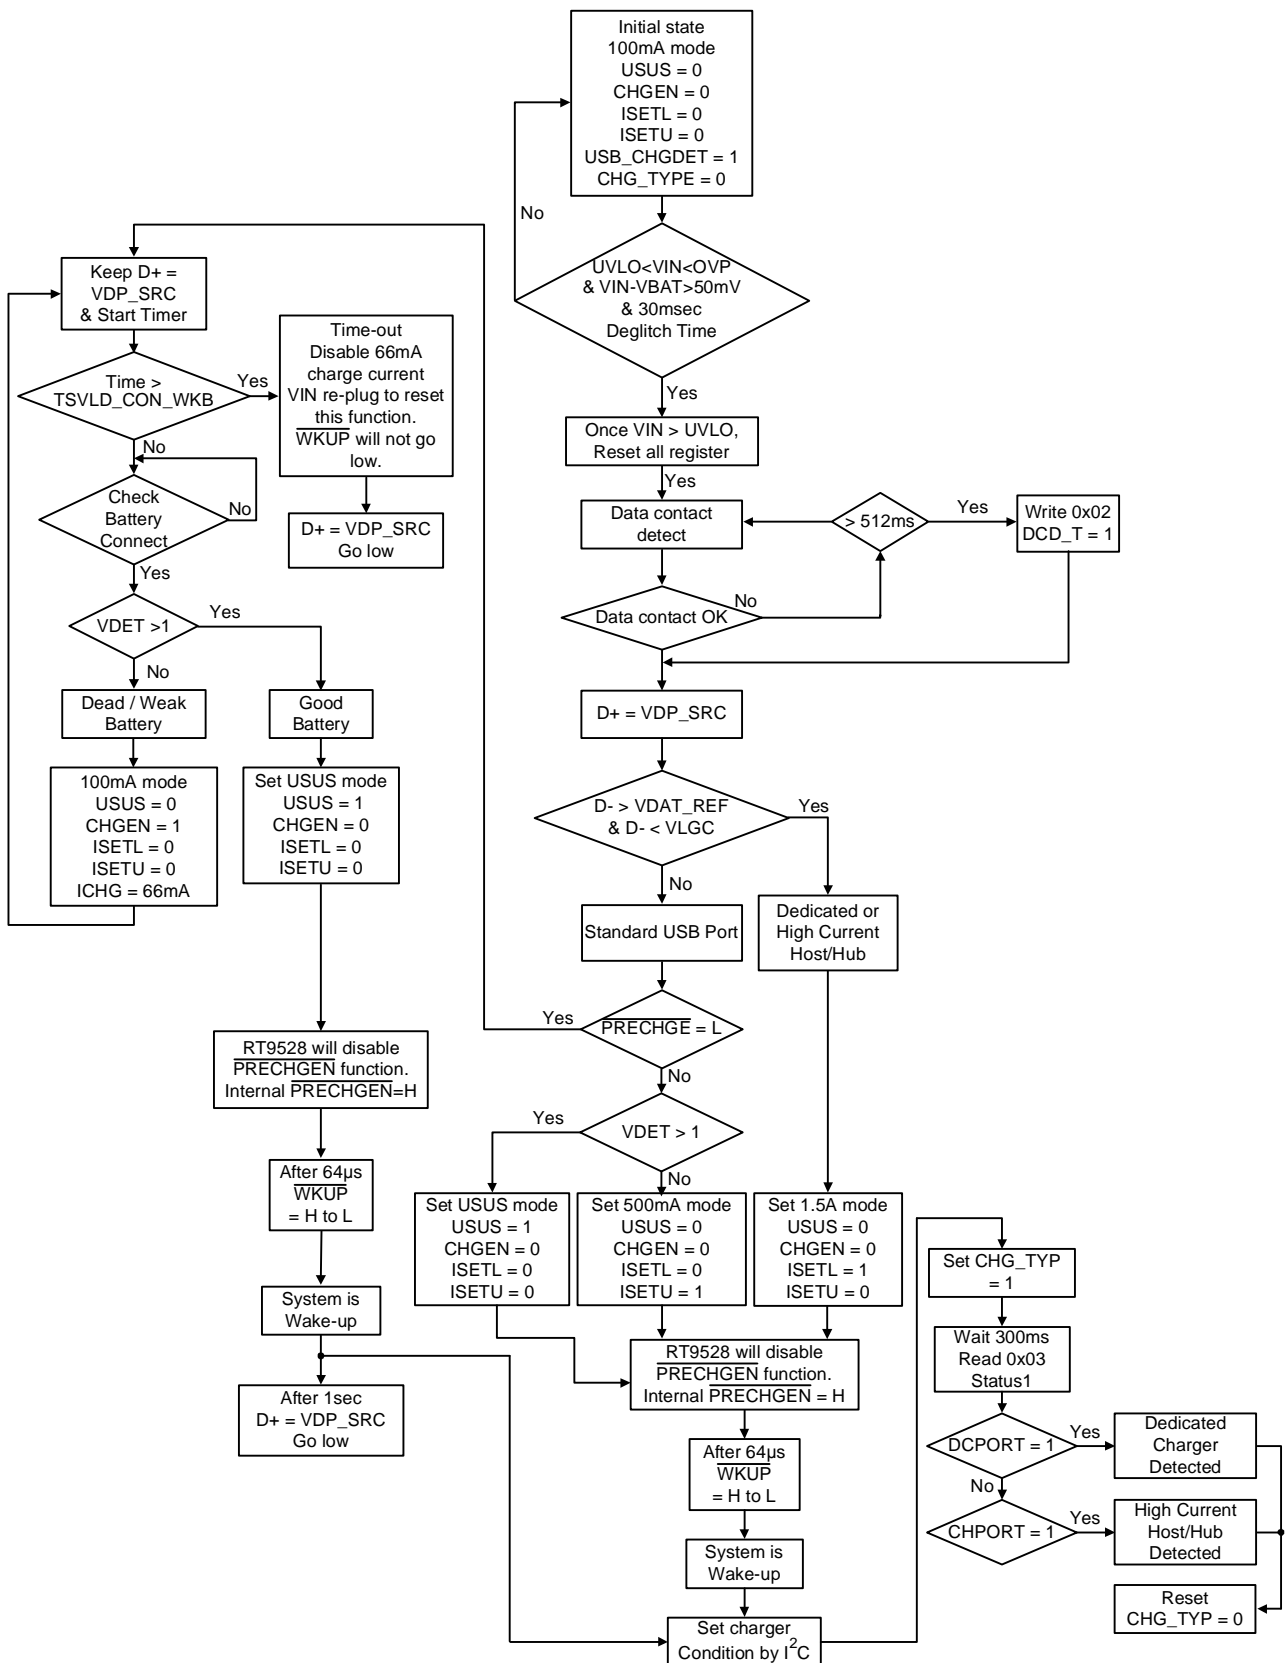 Initial state
100mA mode
USUS = 0
CHGEN = 0
ISETL = 0
ISETU = 0
USB_CHGDET = 1
CHG_TYPE = 0
No
UVLO<VIN<OVP
& VIN-VBAT>50mV
& 30msec
Deglitch Time
Yes
Once VIN > UVLO,
Reset all register
Yes
Data contact
detect
> 512ms
Yes
Write 0x02
DCD_T = 1
Data contact OK
No
D+ = VDP_SRC
D- > VDAT_REF
& D- < VLGC
Yes
No
Standard USB Port
Dedicated or
High Current
Host/Hub
PRECHGE = L
Yes
No
VDET > 1
Yes
No
Keep D+ =
VDP_SRC
& Start Timer
Time >
TSVLD_CON_WKB
Yes
No
Time-out
Disable 66mA
charge current
VIN re-plug to reset
this function.
WKUP will not go
low.
D+ = VDP_SRC
Go low
Check
Battery
Connect
No
Yes
VDET >1
Yes
No
Dead / Weak
Battery
Good
Battery
100mA mode
USUS = 0
CHGEN = 1
ISETL = 0
ISETU = 0
ICHG = 66mA
Set USUS mode
USUS = 1
CHGEN = 0
ISETL = 0
ISETU = 0
RT9528 will disable
PRECHGEN function.
Internal PRECHGEN=H
After 64µs
WKUP
= H to L
System is
Wake-up
After 1sec
D+ = VDP_SRC
Go low
Set USUS mode
USUS = 1
CHGEN = 0
ISETL = 0
ISETU = 0
Set 500mA mode
USUS = 0
CHGEN = 0
ISETL = 0
ISETU = 1
Set 1.5A mode
USUS = 0
CHGEN = 0
ISETL = 1
ISETU = 0
RT9528 will disable
PRECHGEN function.
Internal PRECHGEN = H
After 64µs
WKUP
= H to L
System is
Wake-up
Set charger
Condition by I²C
Set CHG_TYP
= 1
Wait 300ms
Read 0x03
Status1
DCPORT = 1
Yes
Dedicated
Charger
Detected
No
CHPORT = 1
Yes
High Current
Host/Hub
Detected
Reset
CHG_TYP = 0